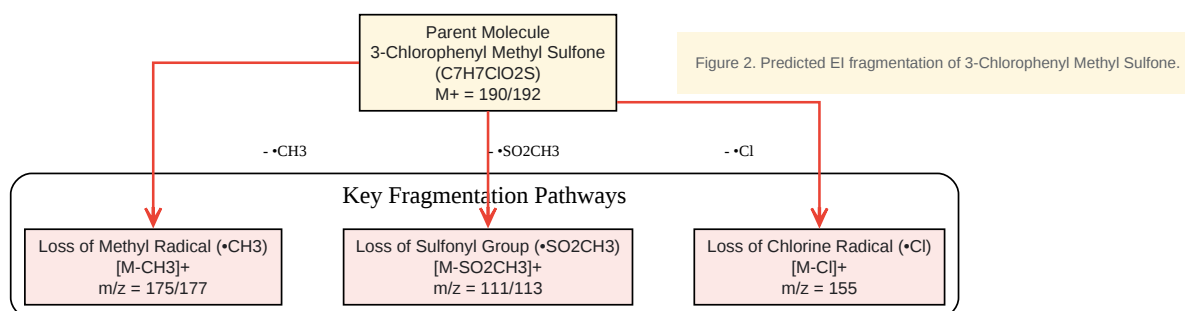 Parent Molecule
3-Chlorophenyl Methyl Sulfone
(C7H7ClO2S)
M+ = 190/192
Figure 2. Predicted EI fragmentation of 3-Chlorophenyl Methyl Sulfone.
- •CH3
- •SO2CH3
- •Cl
Key Fragmentation Pathways
Loss of Methyl Radical (•CH3)
[M-CH3]+
m/z = 175/177
Loss of Sulfonyl Group (•SO2CH3)
[M-SO2CH3]+
m/z = 111/113
Loss of Chlorine Radical (•Cl)
[M-Cl]+
m/z = 155